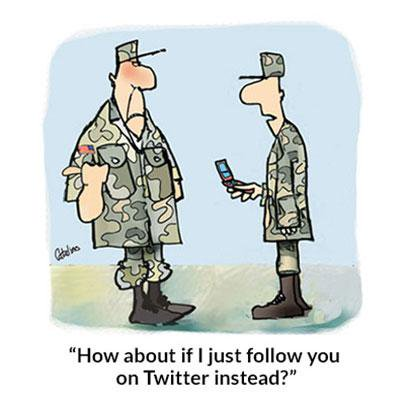 “How about if I just follow you
on Twitter instead?”